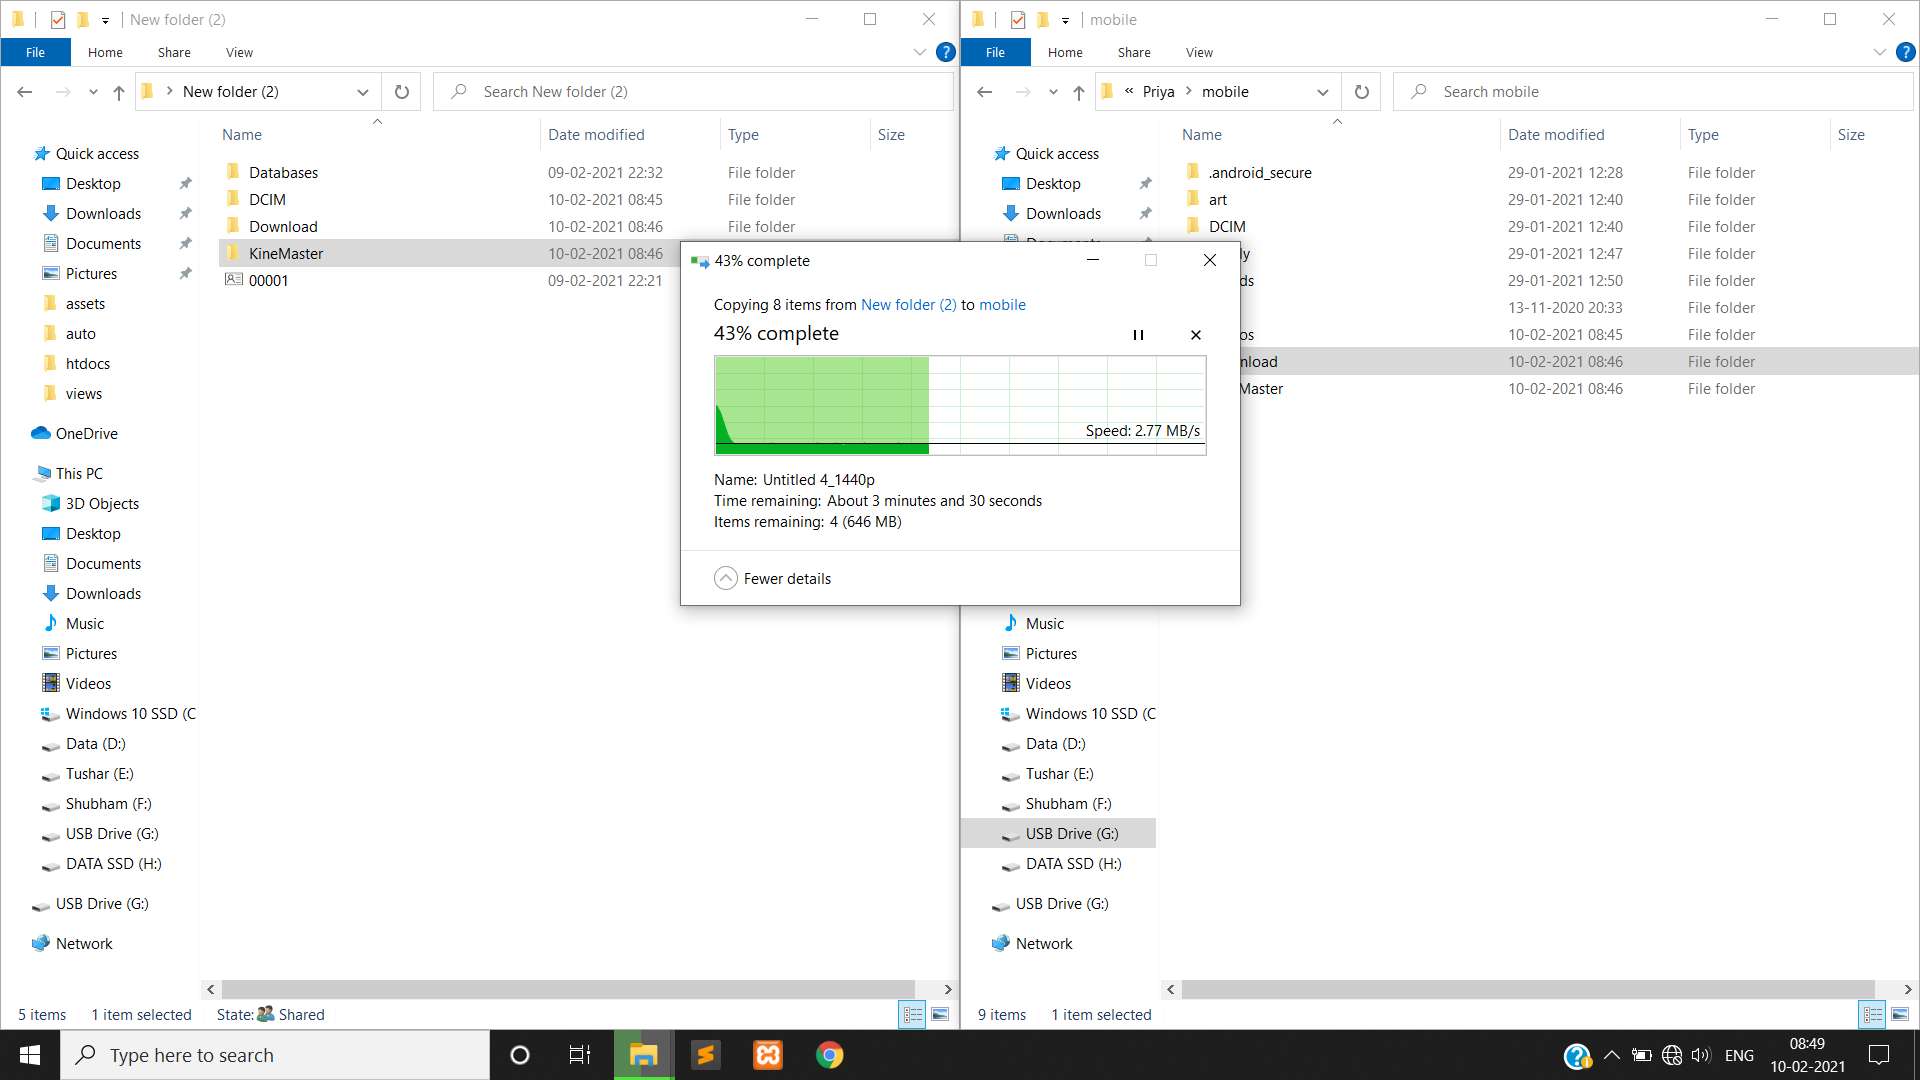 New folder (2)
File Home Share View
New folder (2)
Search New folder (2)
Name Date modified Type Size
Quick access
Desktop
Downloads
Documents
Pictures
assets
auto
htdocs
views
OneDrive
This PC
3D Objects
Desktop
Documents
Downloads
Music
Pictures
Videos
Windows 10 SSD (C
Data (D:)
Tushar (E:)
Shubham (F:)
USB Drive (G:)
DATA SSD (H:)
USB Drive (G:)
Network
Databases 09-02-2021 22:32 File folder
DCIM 10-02-2021 08:45 File folder
Download 10-02-2021 08:46 File folder
KineMaster 10-02-2021 08:46
00001 09-02-2021 22:21
5 items 1 item selected State: Shared
43% complete
Copying 8 items from New folder (2) to mobile
43% complete
Speed: 2.77 MB/s
Name: Untitled 4_1440p
Time remaining: About 3 minutes and 30 seconds
Items remaining: 4 (646 MB)
Fewer details
mobile
File Home Share View
Priya mobile
Search mobile
Name Date modified Type Size
Quick access
Desktop
Downloads
Music
Pictures
Videos
Windows 10 SSD (C
Data (D:)
Tushar (E:)
Shubham (F:)
USB Drive (G:)
DATA SSD (H:)
USB Drive (G:)
Network
.android_secure 29-01-2021 12:28 File folder
art 29-01-2021 12:40 File folder
DCIM 29-01-2021 12:40 File folder
ly 29-01-2021 12:47 File folder
ds 29-01-2021 12:50 File folder
13-11-2020 20:33 File folder
os 10-02-2021 08:45 File folder
nload 10-02-2021 08:46 File folder
Master 10-02-2021 08:46 File folder
9 items 1 item selected
Type here to search
ENG
08:49
10-02-2021